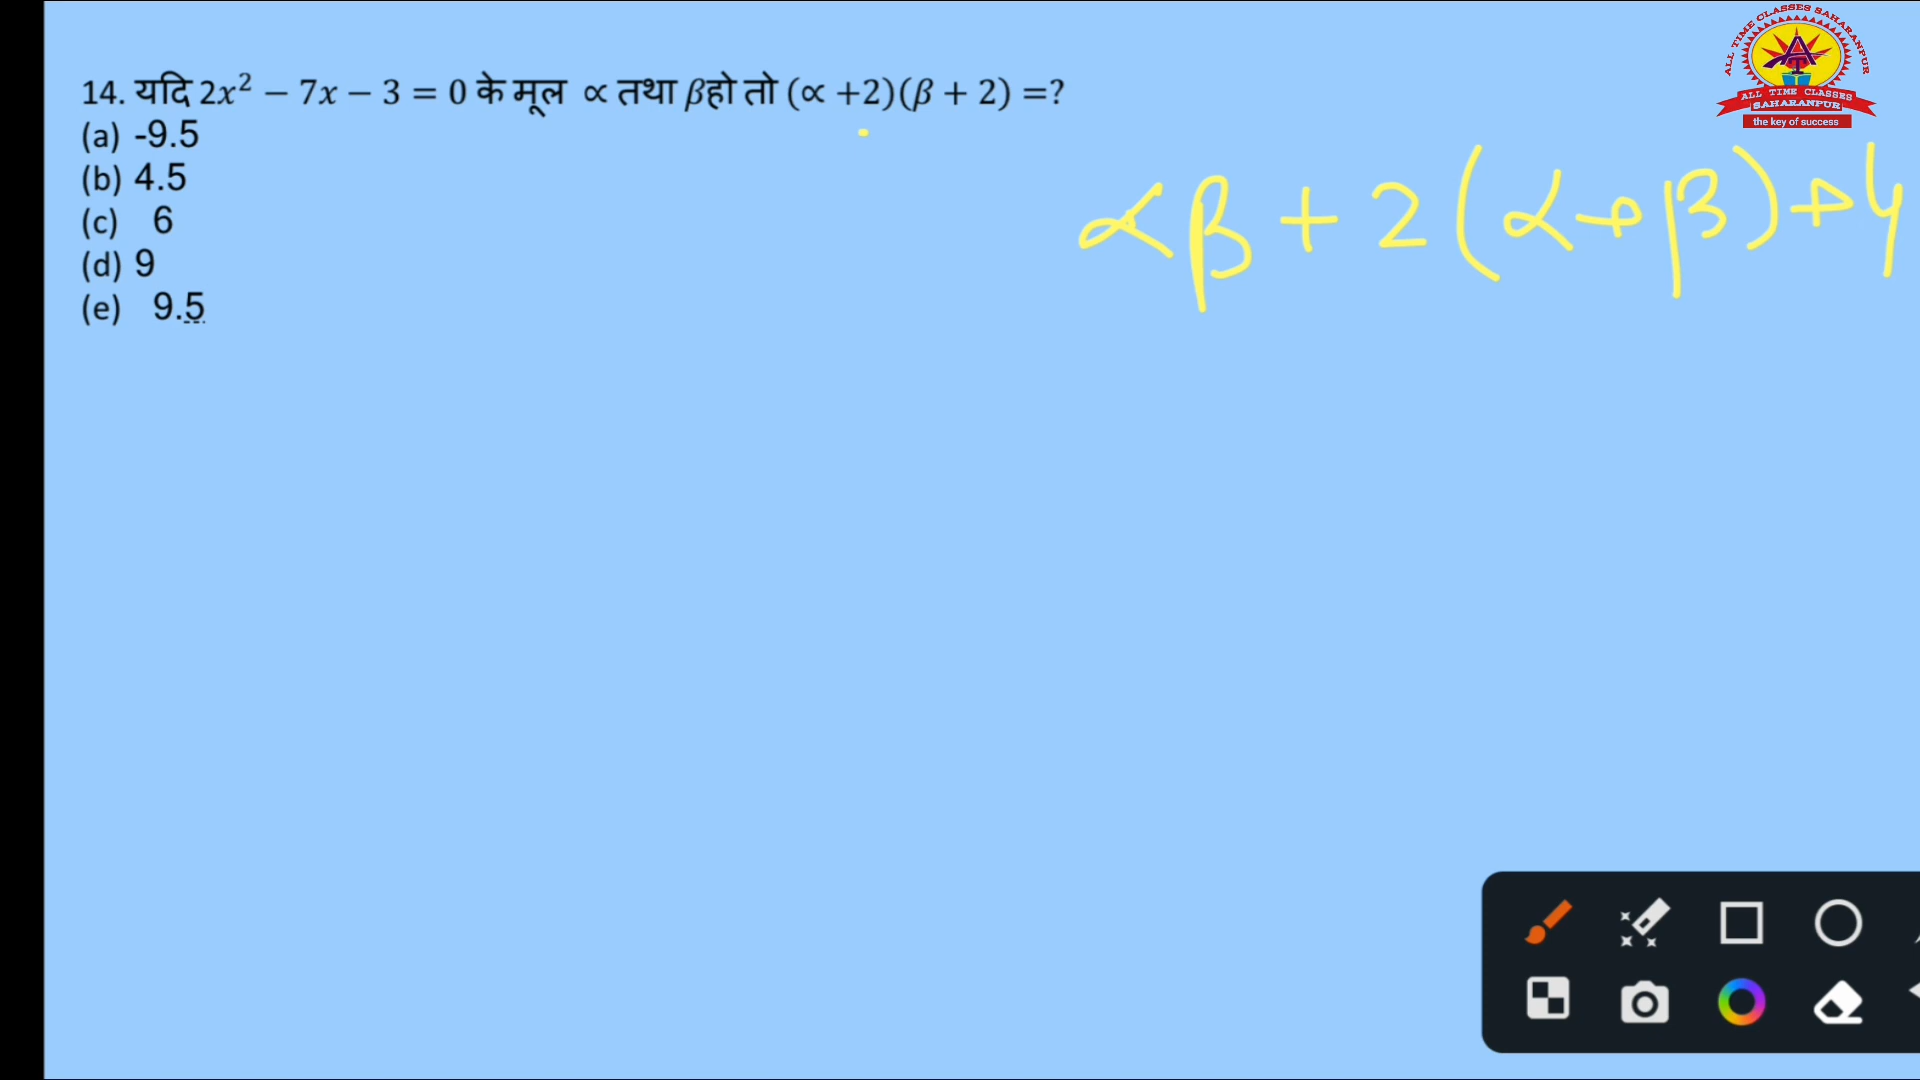 ALL TIME CLASSES SAHARANPUR
ALL TIME CLASSES
SAHARANPUR
the key of success
14. यदि 2x² − 7x − 3 = 0 के मूल ∝ तथा βहो तो (∝ +2)(β + 2) =?
(a) -9.5
(b) 4.5
(c) 6
(d) 9
(e) 9.5
αβ + 2(α+β)+4